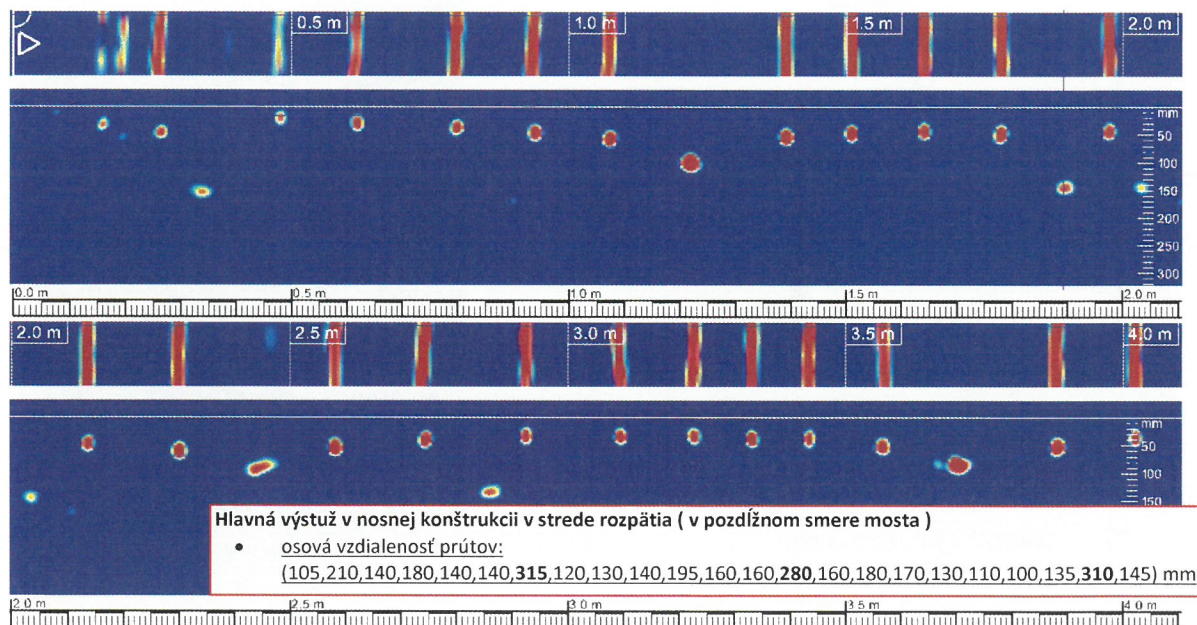 0.5 m 1.0 m 1.5 m 2.0 m
mm
50
100
150
200
250
300
0.0 m 0.5 m 1.0 m 1.5 m 2.0 m
2.0 m 2.5 m 3.0 m 3.5 m 4.0 m
mm
50
100
150
Hlavná výstuž v nosnej konštrukcii v strede rozpätia ( v pozdĺžnom smere mosta )
• osová vzdialenosť prútov:
(105,210,140,180,140,140,315,120,130,140,195,160,160,280,160,180,170,130,110,100,135,310,145) mm
2.0 m 2.5 m 3.0 m 3.5 m 4.0 m